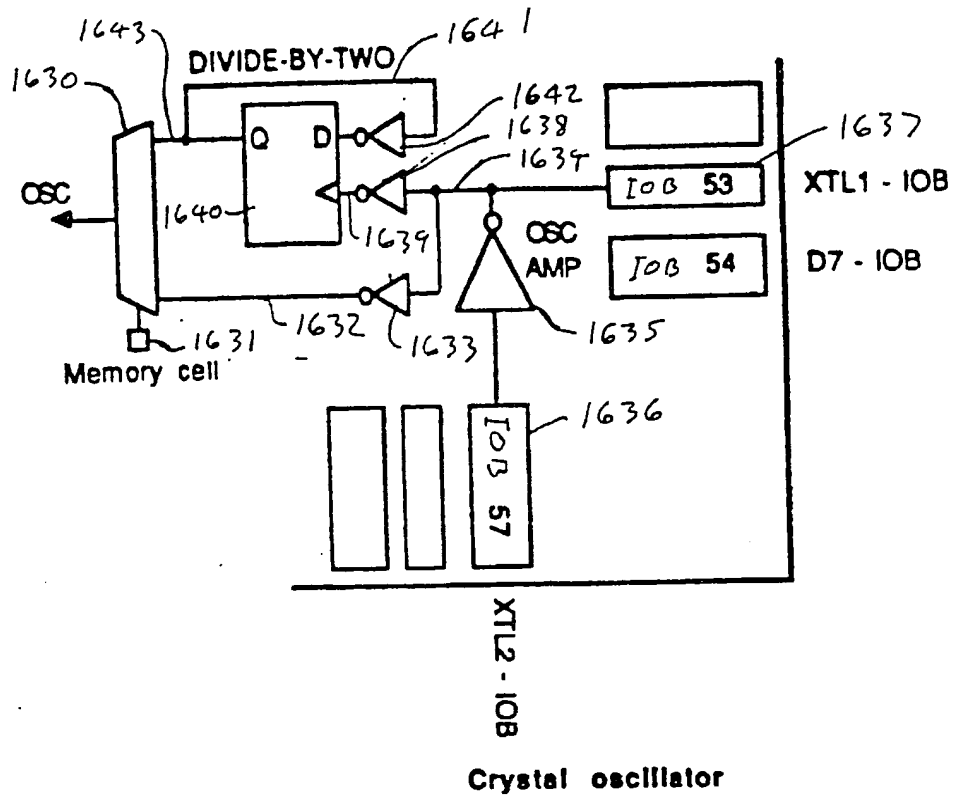 1643
1641
DIVIDE-BY-TWO
1630
1642
1638
1637
Q D
1634
IOB 53
XTL1 - IOB
OSC
1640
1639
OSC AMP
IOB 54
D7 - IOB
1632
1633
1635
1631
Memory cell
1636
IOB 57
XTL2 - IOB
Crystal oscillator